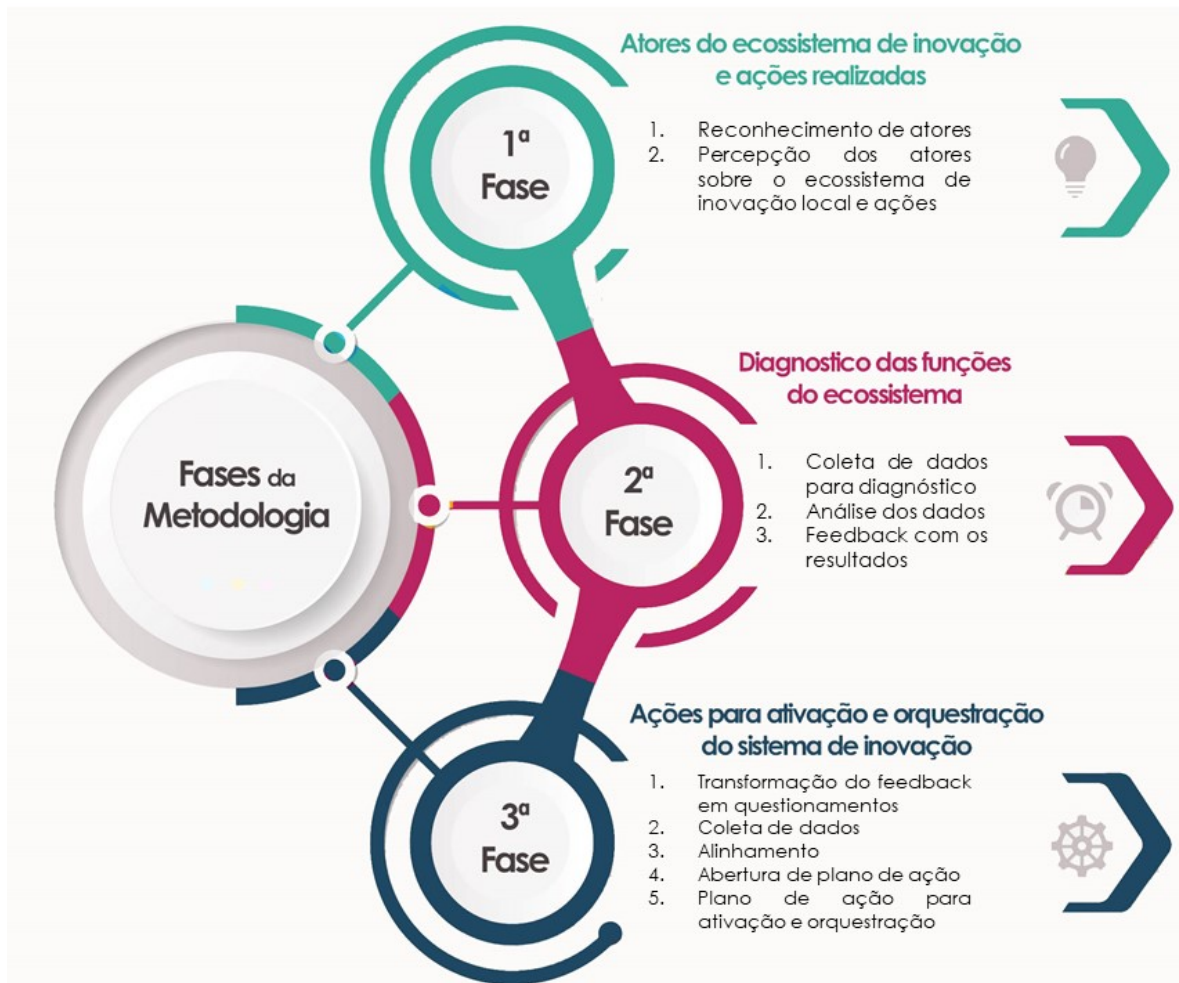 Atores do ecossistema de inovação
e ações realizadas
1ª
Fase
1. Reconhecimento de atores
2. Percepção dos atores
sobre o ecossistema de
inovação local e ações
Fases da
Metodologia
Diagnostico das funções
do ecossistema
2ª
Fase
1. Coleta de dados
para diagnóstico
2. Análise dos dados
3. Feedback com os
resultados
Ações para ativação e orquestração
do sistema de inovação
3ª
Fase
1. Transformação do feedback
em questionamentos
2. Coleta de dados
3. Alinhamento
4. Abertura de plano de ação
5. Plano de ação para
ativação e orquestração